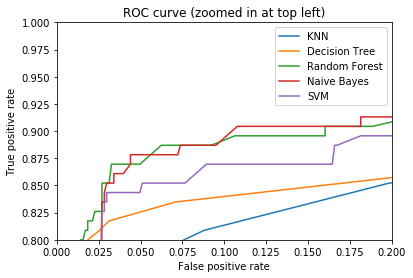 ROC curve (zoomed in at top left)
True positive rate
1.000
0.975
0.950
0.925
0.900
0.875
0.850
0.825
0.800
KNN
Decision Tree
Random Forest
Naive Bayes
SVM
0.000
0.025
0.050
0.075
0.100
0.125
0.150
0.175
0.200
False positive rate